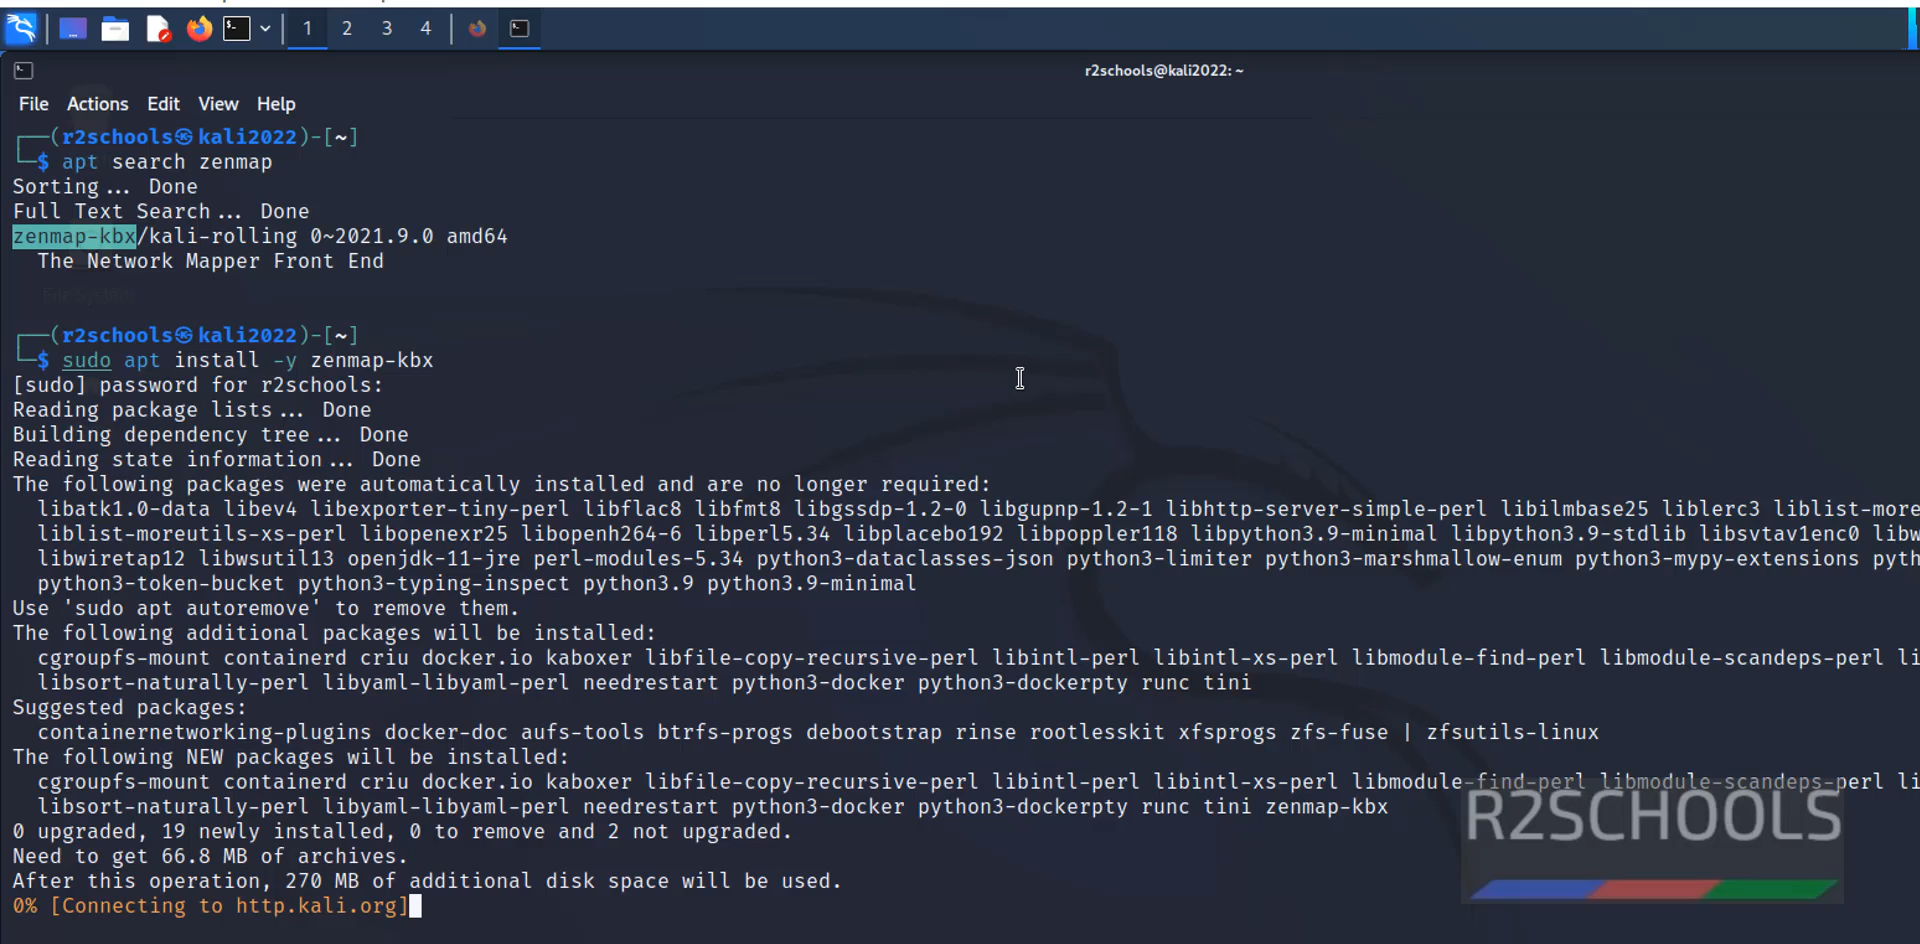 1 2 3 4
r2schools@kali2022: ~
File Actions Edit View Help
┌──(r2schools㉿kali2022)-[~]
└─$ apt search zenmap
Sorting... Done
Full Text Search... Done
zenmap-kbx/kali-rolling 0~2021.9.0 amd64
The Network Mapper Front End
File System
┌──(r2schools㉿kali2022)-[~]
└─$ sudo apt install -y zenmap-kbx
[sudo] password for r2schools:
Reading package lists... Done
Building dependency tree... Done
Reading state information... Done
The following packages were automatically installed and are no longer required:
libatk1.0-data libev4 libexporter-tiny-perl libflac8 libfmt8 libgssdp-1.2-0 libgupnp-1.2-1 libhttp-server-simple-perl libilmbase25 liblerc3 liblist-more
liblist-moreutils-xs-perl libopenexr25 libopenh264-6 libperl5.34 libplacebo192 libpoppler118 libpython3.9-minimal libpython3.9-stdlib libsvtav1enc0 libw
libwiretap12 libwsutil13 openjdk-11-jre perl-modules-5.34 python3-dataclasses-json python3-limiter python3-marshmallow-enum python3-mypy-extensions pyth
python3-token-bucket python3-typing-inspect python3.9 python3.9-minimal
Use 'sudo apt autoremove' to remove them.
The following additional packages will be installed:
cgroupfs-mount containerd criu docker.io kaboxer libfile-copy-recursive-perl libintl-perl libintl-xs-perl libmodule-find-perl libmodule-scandeps-perl li
libsort-naturally-perl libyaml-libyaml-perl needrestart python3-docker python3-dockerpty runc tini
Suggested packages:
containernetworking-plugins docker-doc aufs-tools btrfs-progs debootstrap rinse rootlesskit xfsprogs zfs-fuse | zfsutils-linux
The following NEW packages will be installed:
cgroupfs-mount containerd criu docker.io kaboxer libfile-copy-recursive-perl libintl-perl libintl-xs-perl libmodule-find-perl libmodule-scandeps-perl li
libsort-naturally-perl libyaml-libyaml-perl needrestart python3-docker python3-dockerpty runc tini zenmap-kbx
0 upgraded, 19 newly installed, 0 to remove and 2 not upgraded.
Need to get 66.8 MB of archives.
After this operation, 270 MB of additional disk space will be used.
0% [Connecting to http.kali.org]
R2SCHOOLS